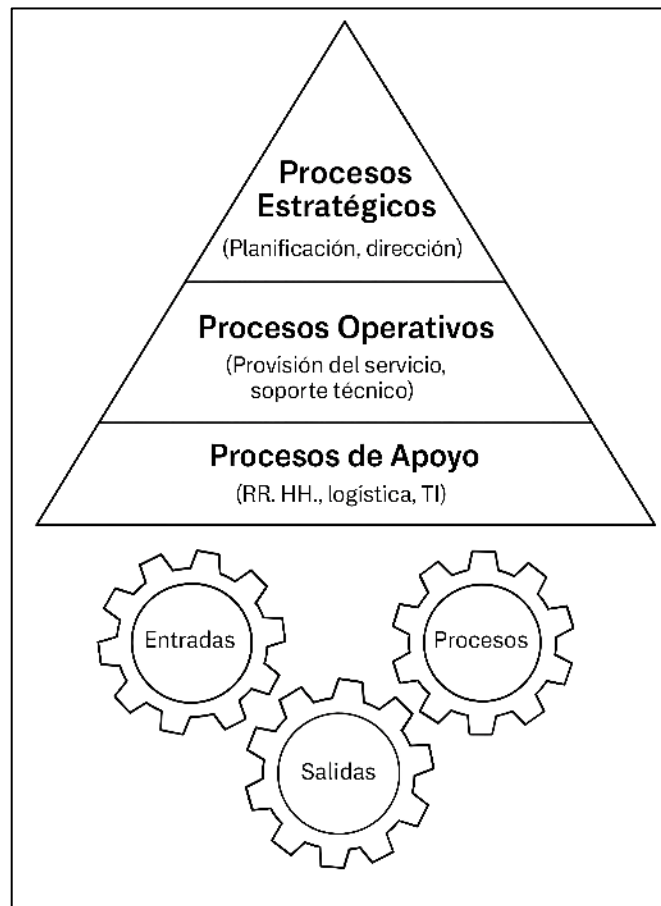 Procesos
Estratégicos
(Planificación, dirección)
Procesos Operativos
(Provisión del servicio,
soporte técnico)
Procesos de Apoyo
(RR. HH., logística, TI)
Entradas
Procesos
Salidas